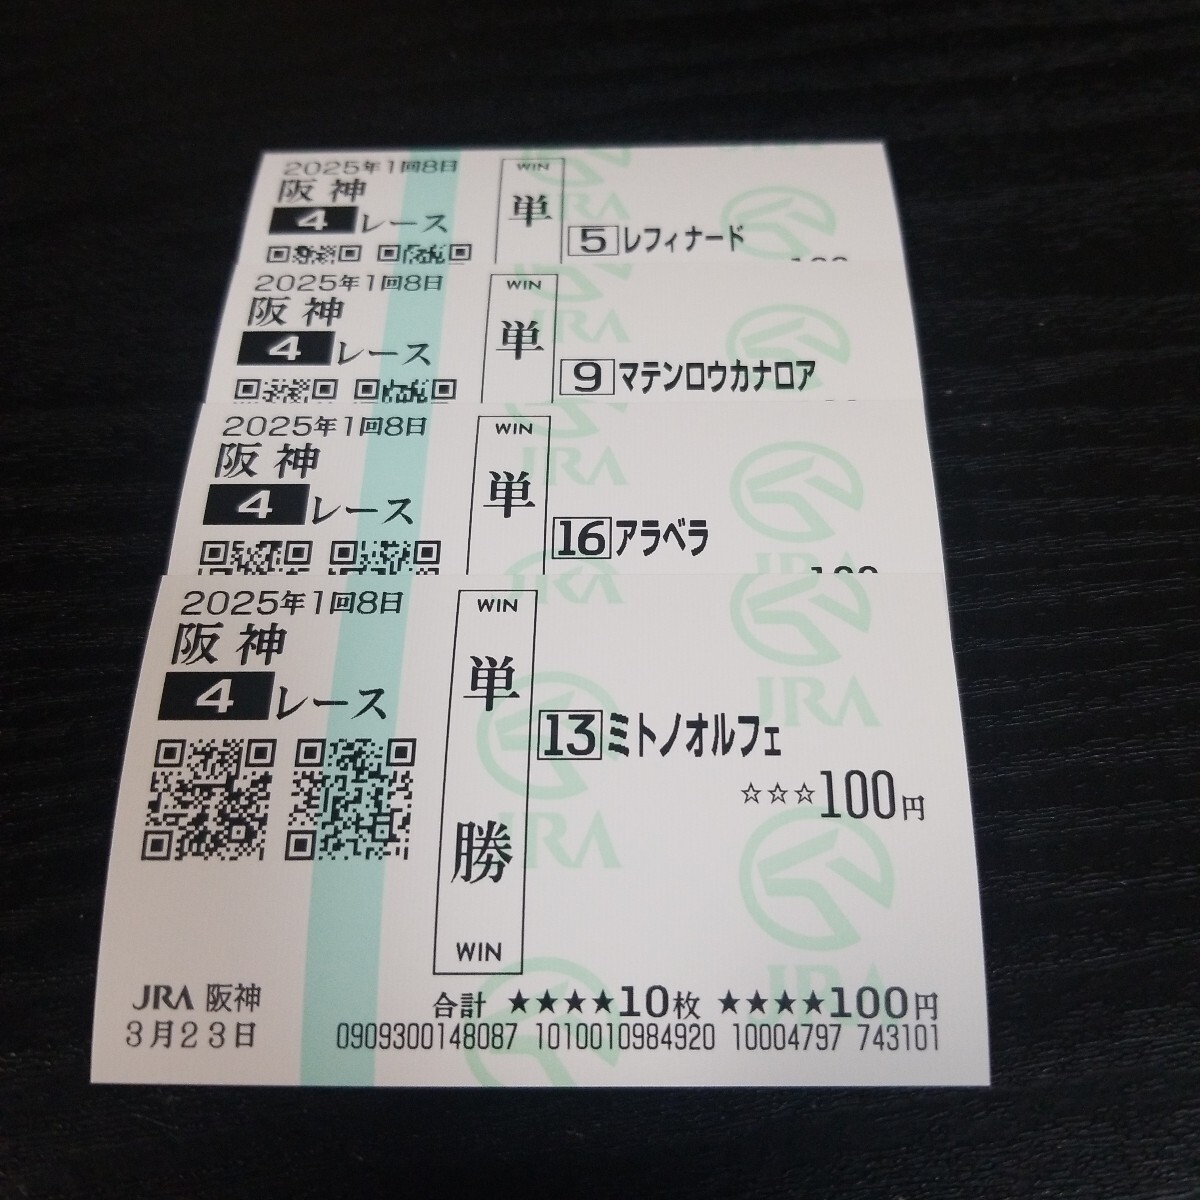 2025年1回8日
阪神
4レース
WIN
単
5 レフィナード
2025年1回8日
阪神
4レース
WIN
単
9 マテンロウカナロア
2025年1回8日
阪神
4レース
WIN
単
16 アラベラ
2025年1回8日
阪神
4レース
WIN
単勝
WIN
13 ミトノオルフェ
☆☆☆100円
JRA 阪神
3月23日
合計 ★★★★10枚 ★★★★100円
0909300148087 1010010984920 10004797 743101
JRA